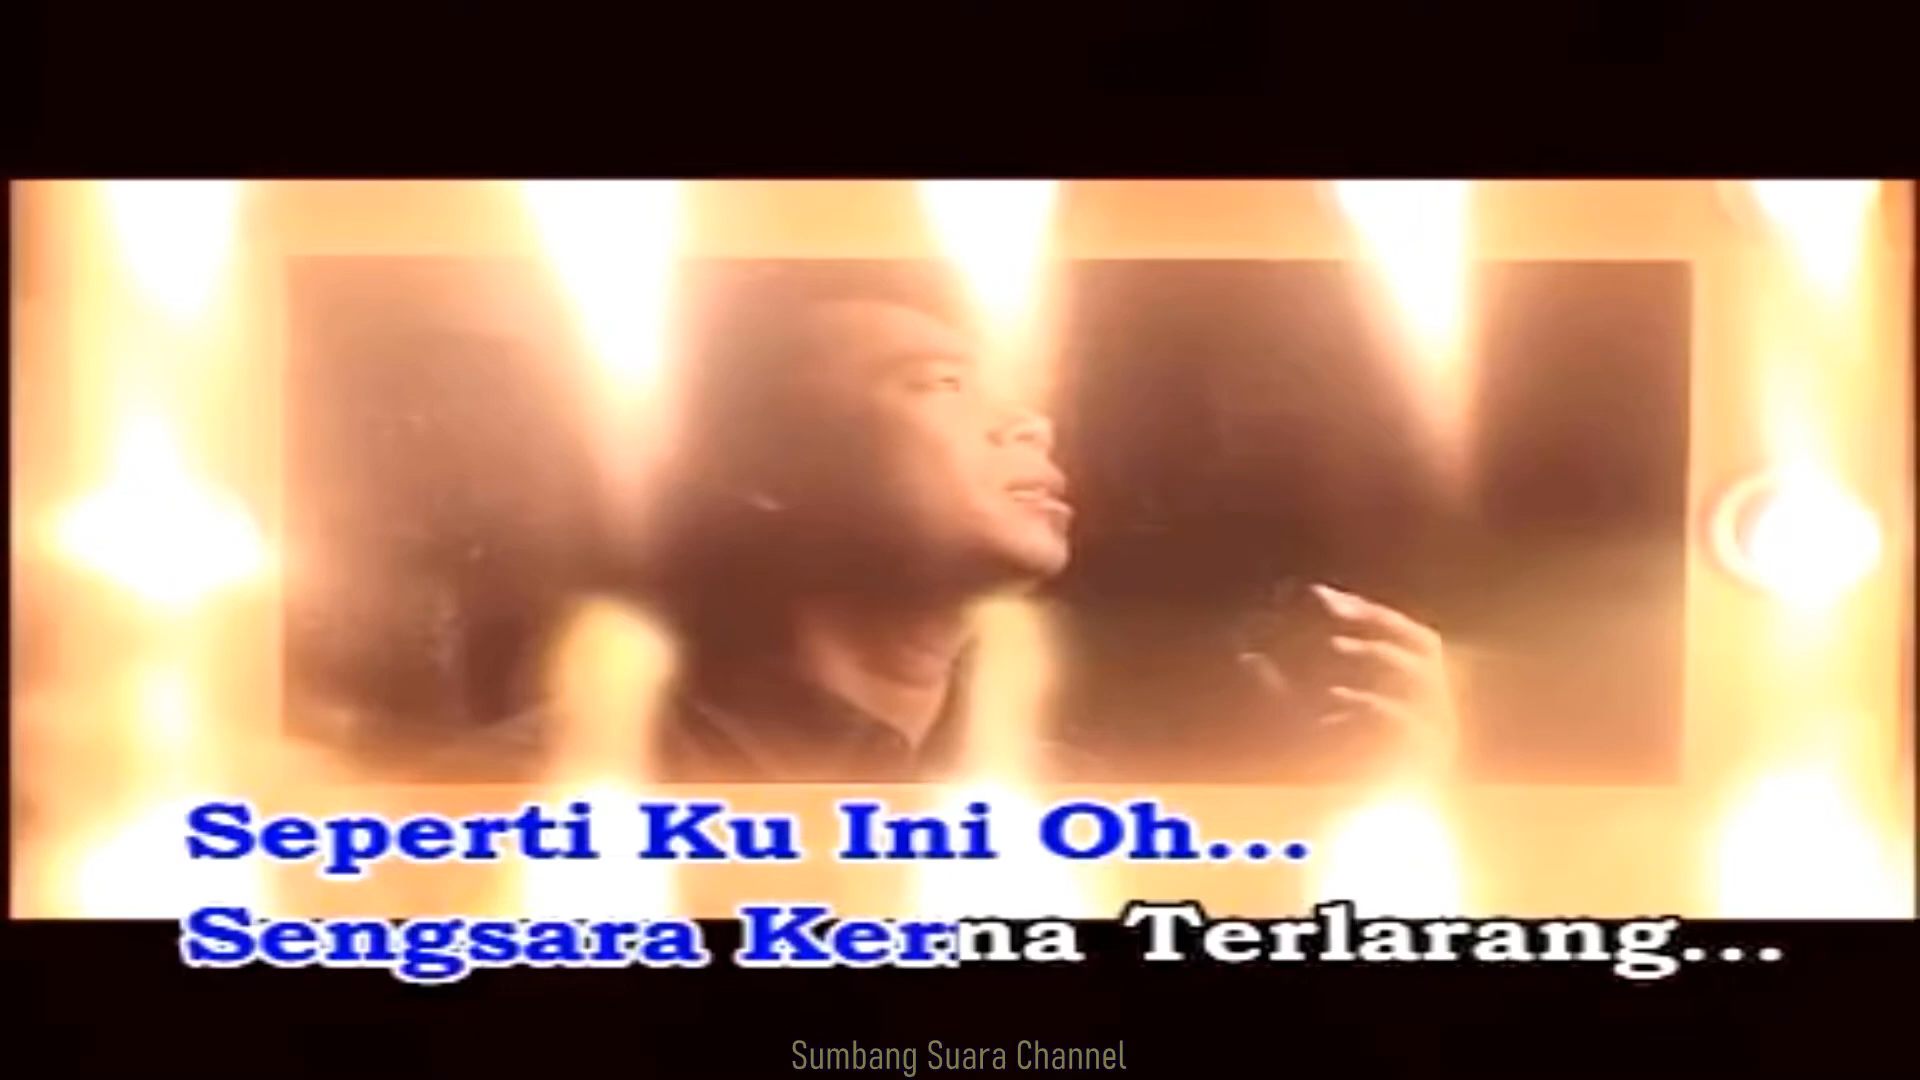 Seperti Ku Ini Oh...
Sengsara Kerna Terlarang...
Sumbang Suara Channel